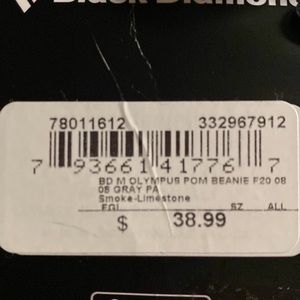 Black Diamond
78011612 332967912
7 93661 41776 7
BD M OLYMPUS POM BEANIE F20 08
08 GRAY PA
Smoke-Limestone
EGL SZ ALL
$ 38.99